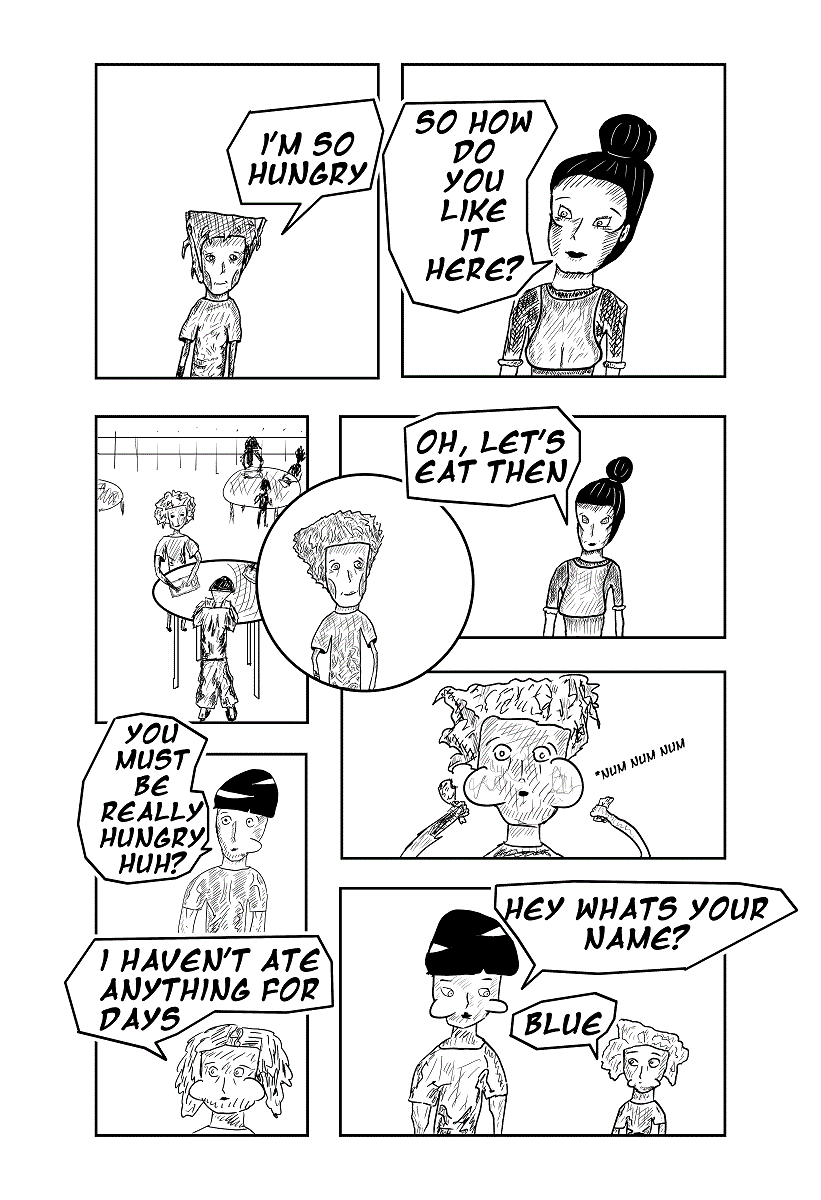 I'M SO
HUNGRY
SO HOW
DO
YOU
LIKE
IT
HERE?
OH, LET'S
EAT THEN
*NUM NUM NUM
YOU
MUST
BE
REALLY
HUNGRY
HUH?
I HAVEN'T ATE
ANYTHING FOR
DAYS
HEY WHATS YOUR
NAME?
BLUE